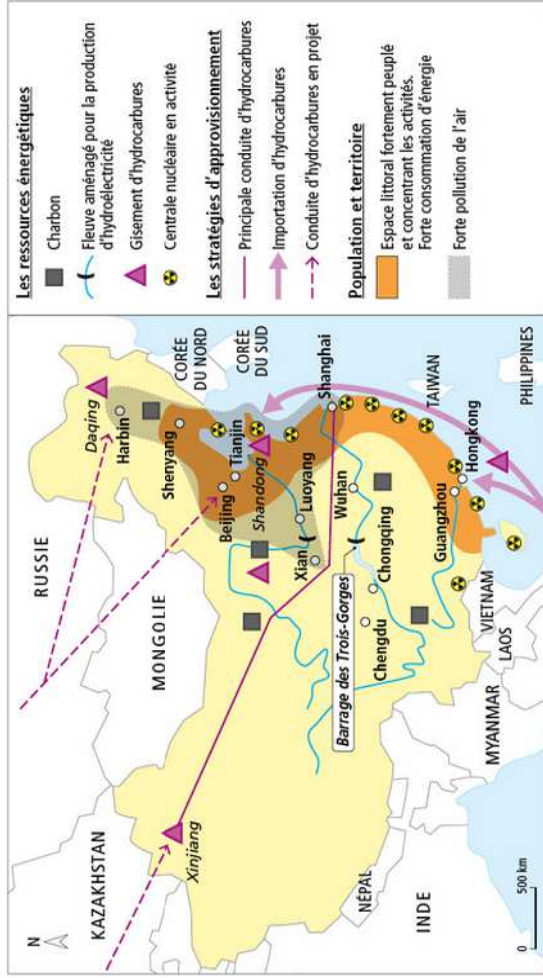 N
KAZAKHSTAN
RUSSIE
MONGOLIE
Daqing
Harbin
Shenyang
CORÉE
DU NORD
Beijing
Tianjin
CORÉE
DU SUD
Shandong
Xinjiang
Luoyang
Xian
Shanghai
Wuhan
Barrage des Trois-Gorges
Chengdu
Chongqing
NÉPAL
INDE
Guangzhou
TAIWAN
Hongkong
MYANMAR
VIETNAM
LAOS
PHILIPPINES
500 km
0
Les ressources énergétiques
Charbon
Fleuve aménagé pour la production
d'hydroélectricité
Gisement d'hydrocarbures
Centrale nucléaire en activité
Les stratégies d'approvisionnement
Principale conduite d'hydrocarbures
Importation d'hydrocarbures
Conduite d'hydrocarbures en projet
Population et territoire
Espace littoral fortement peuplé
et concentrant les activités.
Forte consommation d'énergie
Forte pollution de l'air